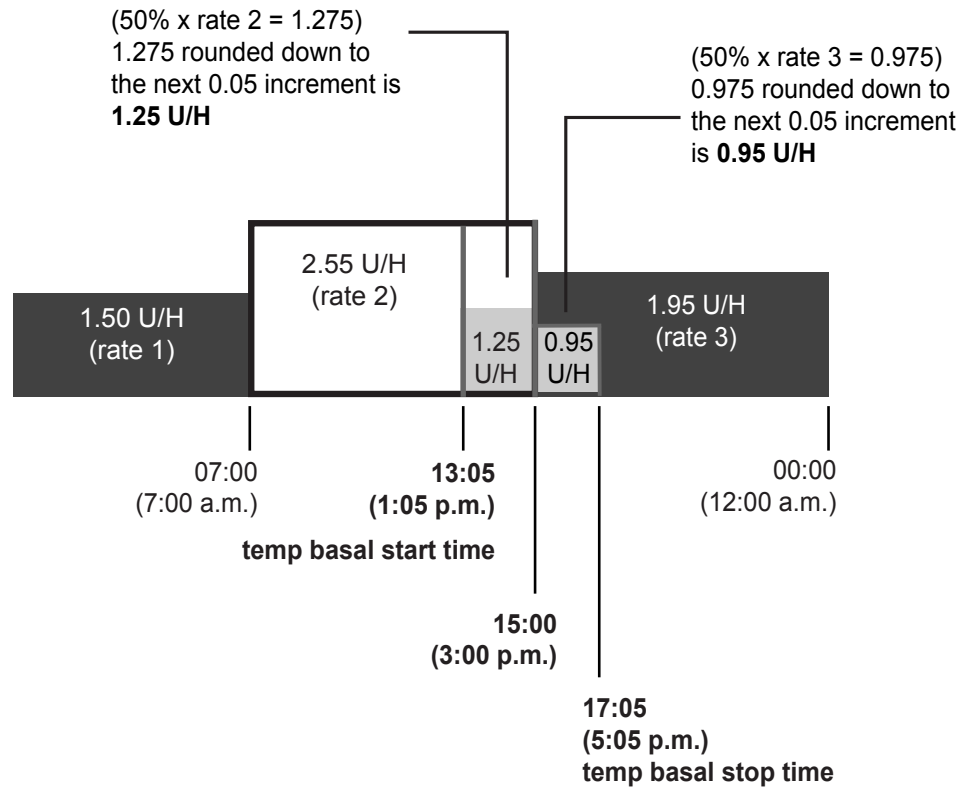 (50% x rate 2 = 1.275)
1.275 rounded down to
the next 0.05 increment is
1.25 U/H
(50% x rate 3 = 0.975)
0.975 rounded down to
the next 0.05 increment
is 0.95 U/H
1.50 U/H
(rate 1)
2.55 U/H
(rate 2)
1.25
U/H
0.95
U/H
1.95 U/H
(rate 3)
07:00
(7:00 a.m.)
13:05
(1:05 p.m.)
temp basal start time
15:00
(3:00 p.m.)
17:05
(5:05 p.m.)
temp basal stop time
00:00
(12:00 a.m.)